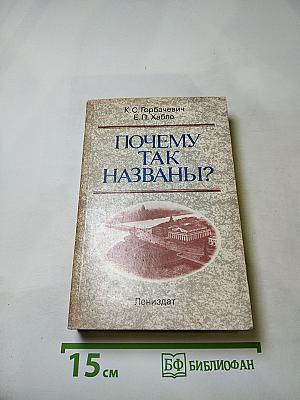 К. С. Горбачевич
Е. П. Хабло
ПОЧЕМУ
ТАК
НАЗВАНЫ?
Лениздат
15 см
БФ БИБЛИОФАН